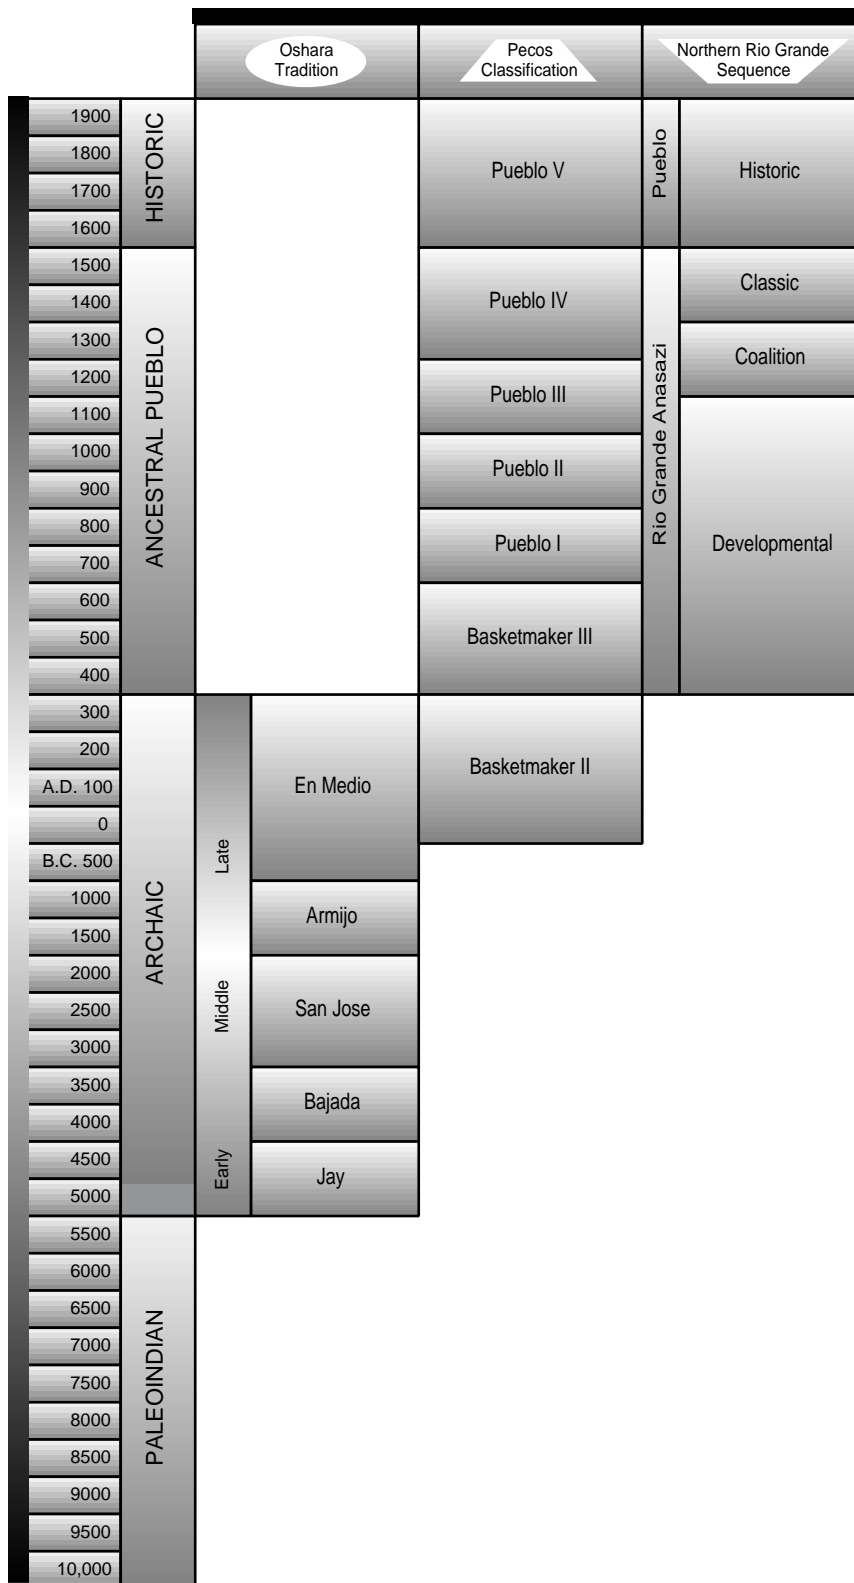 Oshara
Tradition
Pecos
Classification
Northern Rio Grande
Sequence
1900
1800
1700
1600
1500
1400
1300
1200
1100
1000
900
800
700
600
500
400
300
200
A.D. 100
0
B.C. 500
1000
1500
2000
2500
3000
3500
4000
4500
5000
5500
6000
6500
7000
7500
8000
8500
9000
9500
10,000
HISTORIC
ANCESTRAL PUEBLO
ARCHAIC
PALEOINDIAN
Late
Middle
Early
En Medio
Armijo
San Jose
Bajada
Jay
Pueblo V
Pueblo IV
Pueblo III
Pueblo II
Pueblo I
Basketmaker III
Basketmaker II
Pueblo
Rio Grande Anasazi
Historic
Classic
Coalition
Developmental